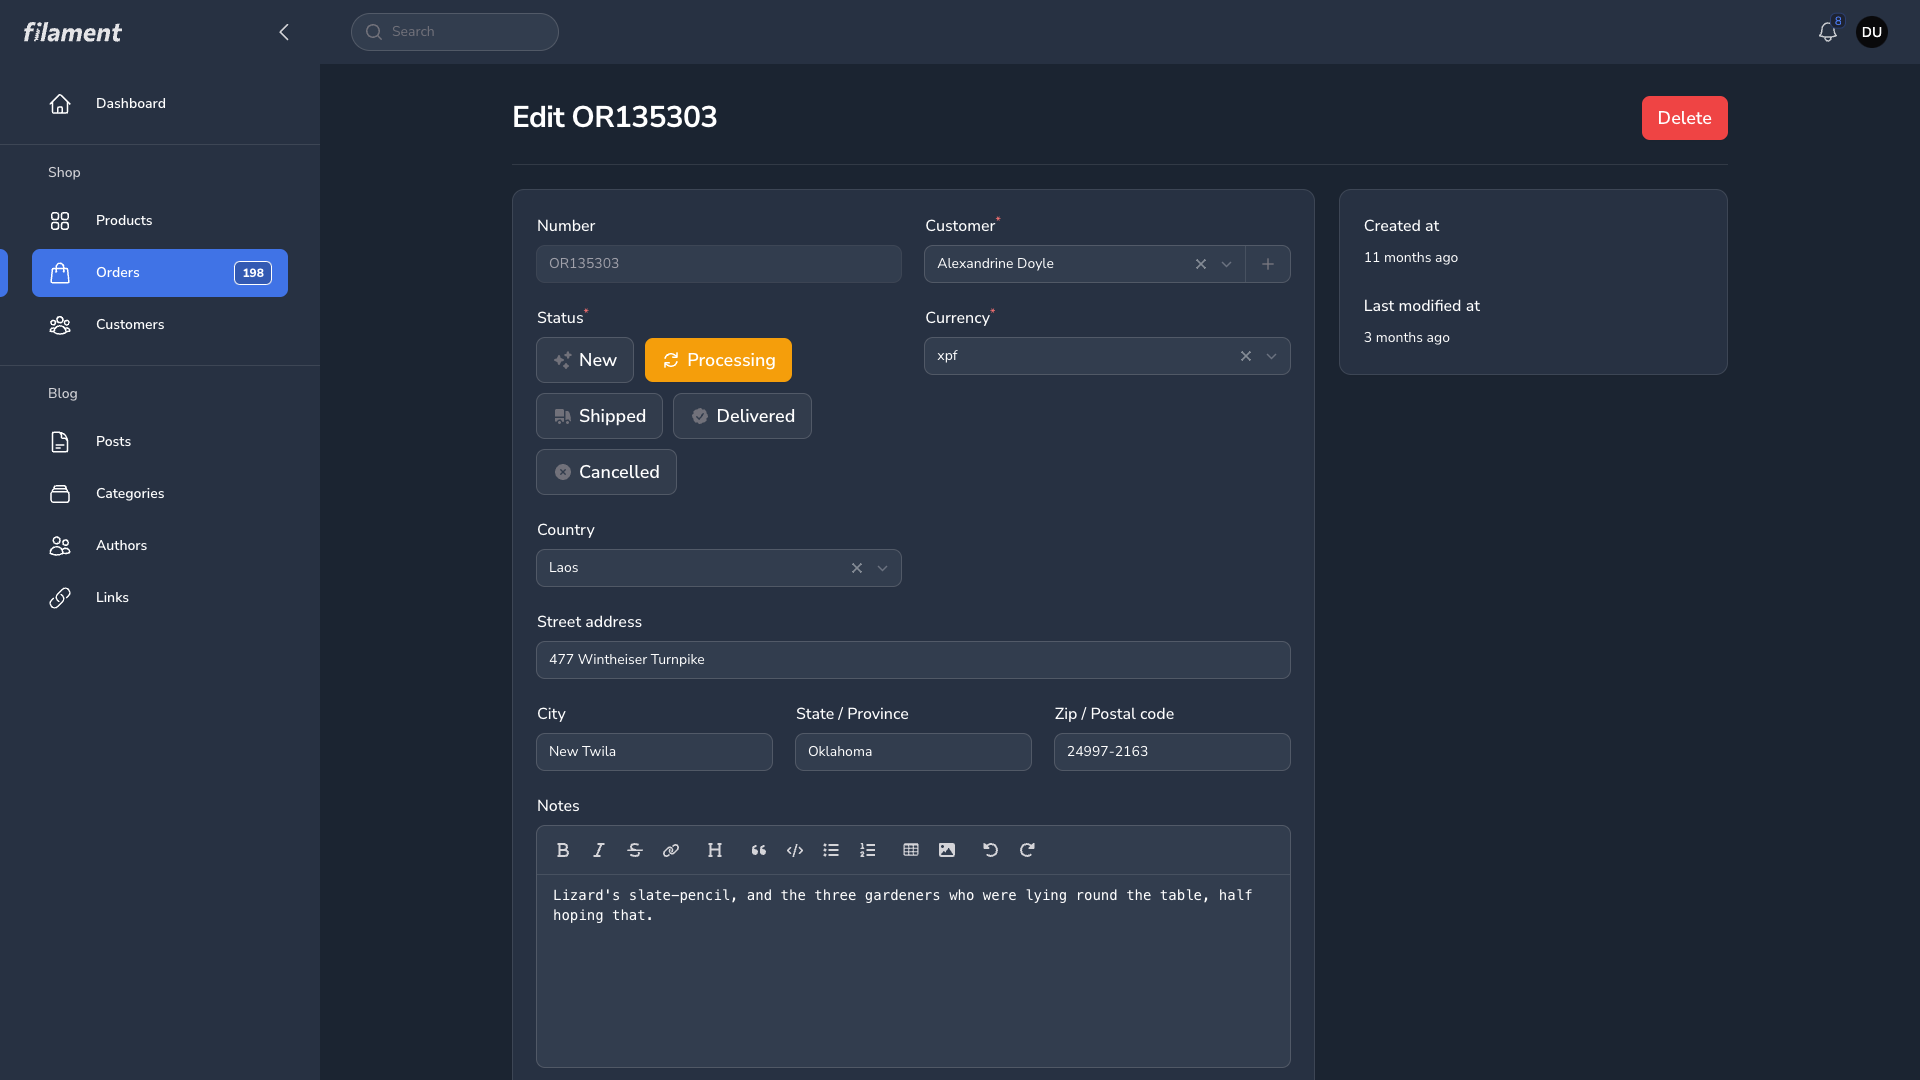 filament
Search
8
DU
Dashboard
Shop
Products
Orders
198
Customers
Blog
Posts
Categories
Authors
Links
Edit OR135303
Delete
Number
OR135303
Customer*
Alexandrine Doyle
Status*
New
Processing
Shipped
Delivered
Cancelled
Currency*
xpf
Country
Laos
Street address
477 Wintheiser Turnpike
City
New Twila
State / Province
Oklahoma
Zip / Postal code
24997-2163
Notes
Lizard's slate-pencil, and the three gardeners who were lying round the table, half
hoping that.
Created at
11 months ago
Last modified at
3 months ago